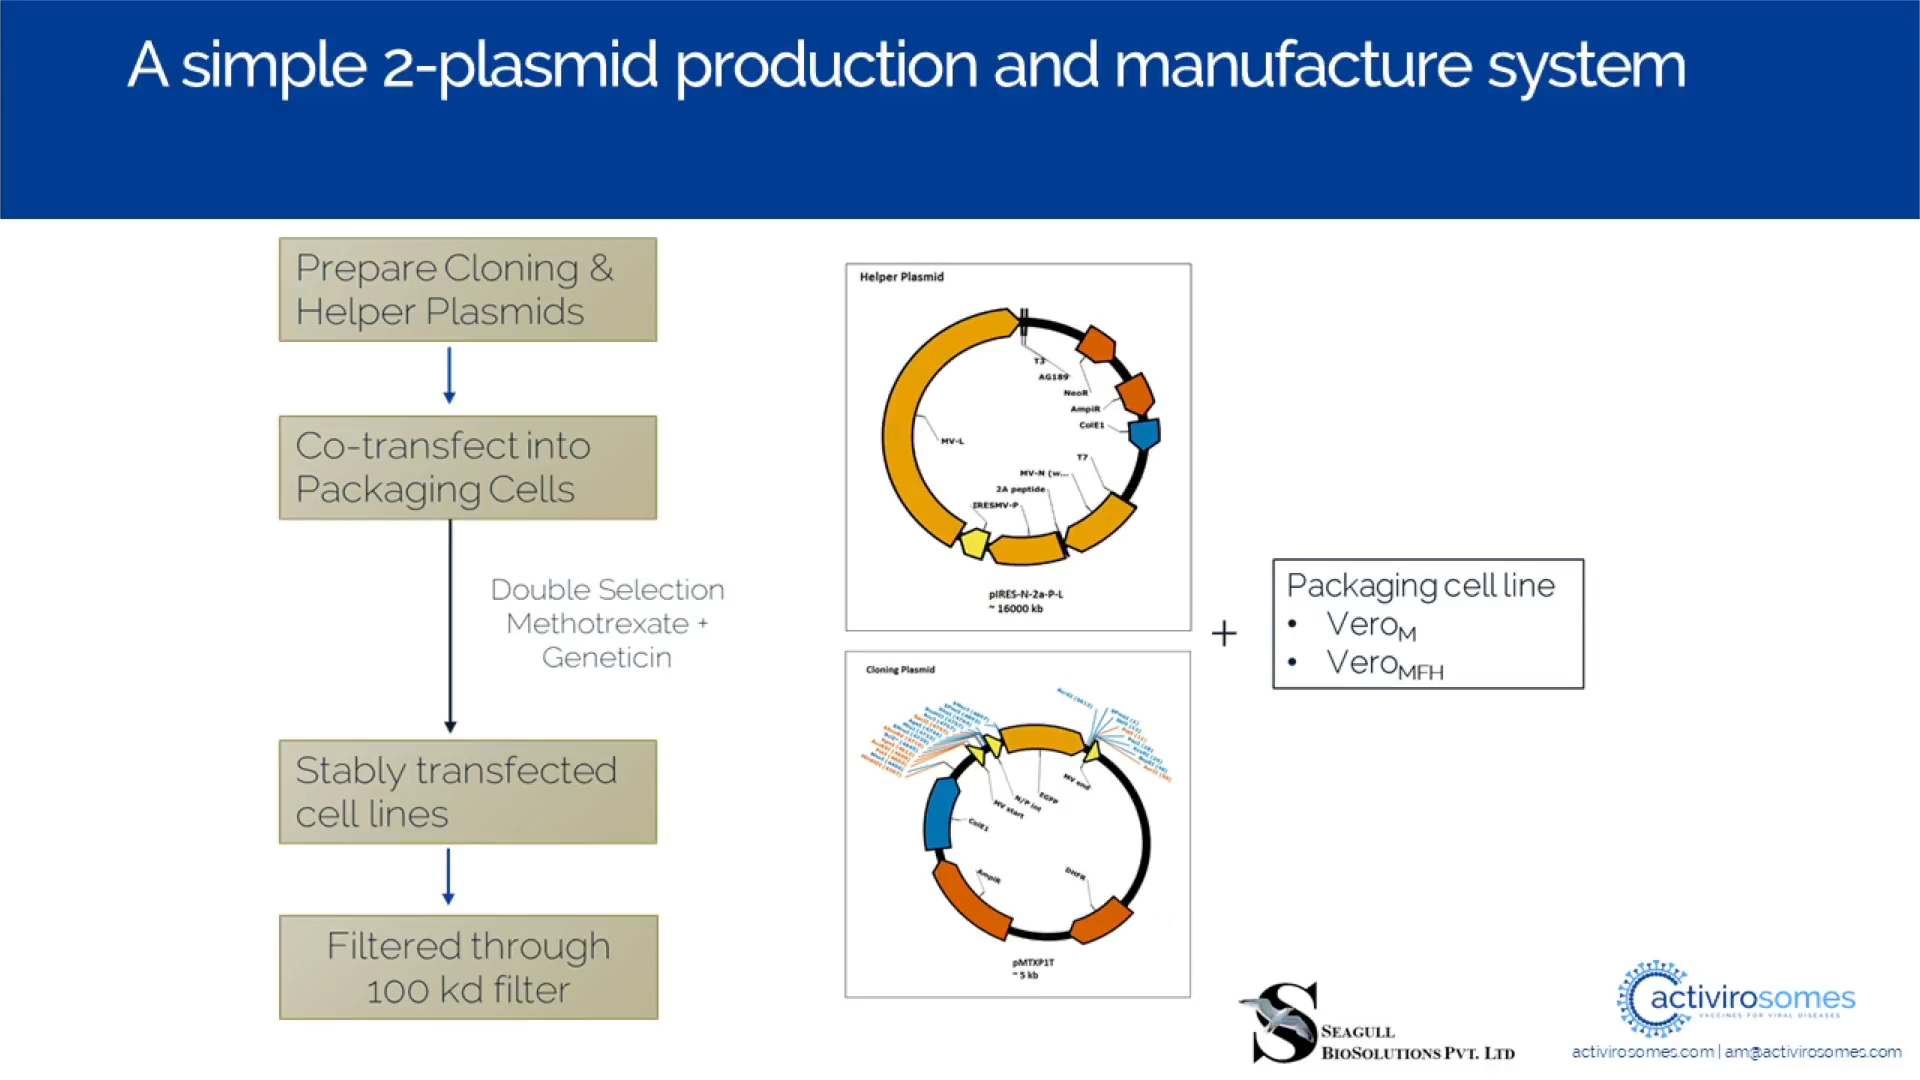 A simple 2-plasmid production and manufacture system
Prepare Cloning &
Helper Plasmids
Co-transfect into
Packaging Cells
Double Selection
Methotrexate +
Geneticin
Stably transfected
cell lines
Filtered through
100 kd filter
Helper Plasmid
T3
AG189
NeoR
AmpiR
ColE1
T7
MV-L
MV-N (w...
2A peptide
IRESMV-P
pIRES-N-2a-P-L
~ 16000 kb
Cloning Plasmid
MV end
EGFP
N/P int
MV start
ColE1
AmpiR
DHFR
pMTXP1T
~ 5 kb
+
Packaging cell line
• VeroM
• VeroMFH
SEAGULL
BIOSOLUTIONS PVT. LTD
activirosomes
VACCINES FOR VIRAL DISEASES
activirosomes.com | am@activirosomes.com